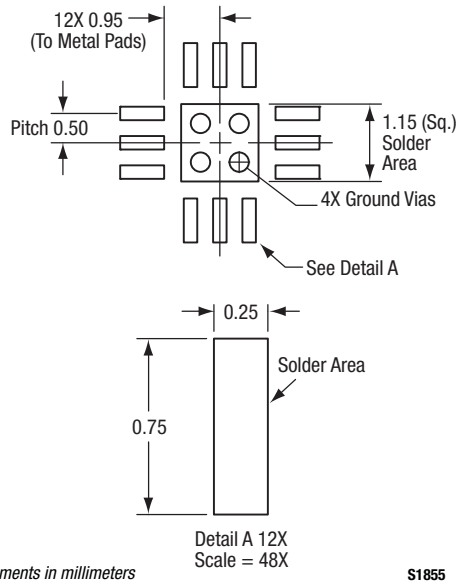 12X 0.95
(To Metal Pads)
Pitch 0.50
1.15 (Sq.)
Solder
Area
4X Ground Vias
See Detail A
0.25
Solder Area
0.75
Detail A 12X
Scale = 48X
in millimeters
S1855